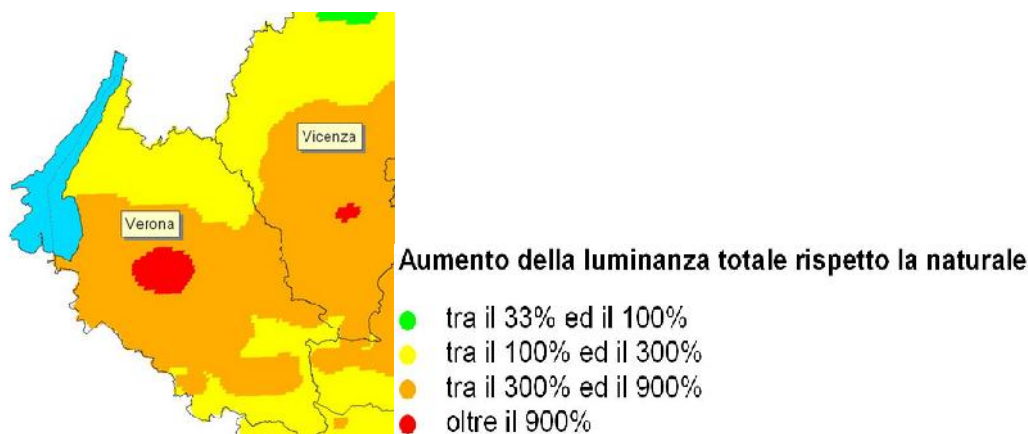 Vicenza
Verona
Aumento della luminanza totale rispetto la naturale
tra il 33% ed il 100%
tra il 100% ed il 300%
tra il 300% ed il 900%
oltre il 900%